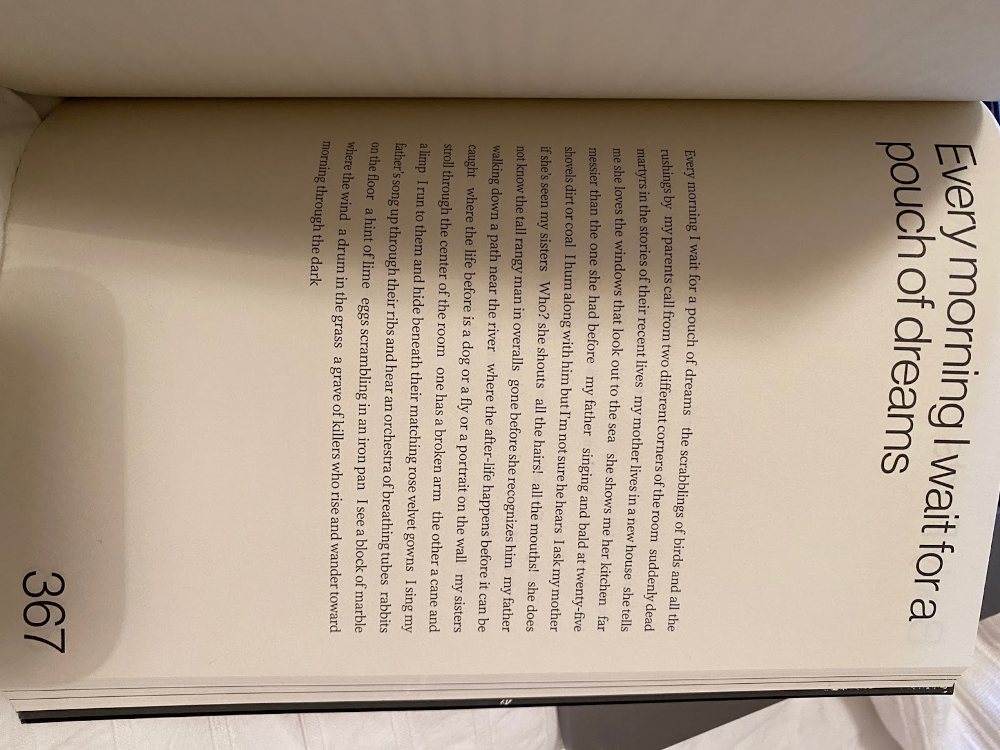 Every morning I wait for a
pouch of dreams
Every morning I wait for a pouch of dreams   the scrabblings of birds and all the
rushings by   my parents call from two different corners of the room   suddenly dead
martyrs in the stories of their recent lives   my mother lives in a new house   she tells
me she loves the windows that look out to the sea   she shows me her kitchen   far
messier than the one she had before   my father   singing and bald at twenty-five
shovels dirt or coal   I hum along with him but I'm not sure he hears   I ask my mother
if she's seen my sisters   Who? she shouts   all the hairs!   all the mouths!   she does
not know the tall rangy man in overalls   gone before she recognizes him   my father
walking down a path near the river   where the after-life happens before it can be
caught   where the life before is a dog or a fly or a portrait on the wall   my sisters
stroll through the center of the room   one has a broken arm   the other a cane and
a limp   I run to them and hide beneath their matching rose velvet gowns   I sing my
father's song up through their ribs and hear an orchestra of breathing tubes   rabbits
on the floor   a hint of lime   eggs scrambling in an iron pan   I see a block of marble
where the wind   a drum in the grass   a grave of killers who rise and wander toward
morning through the dark
367